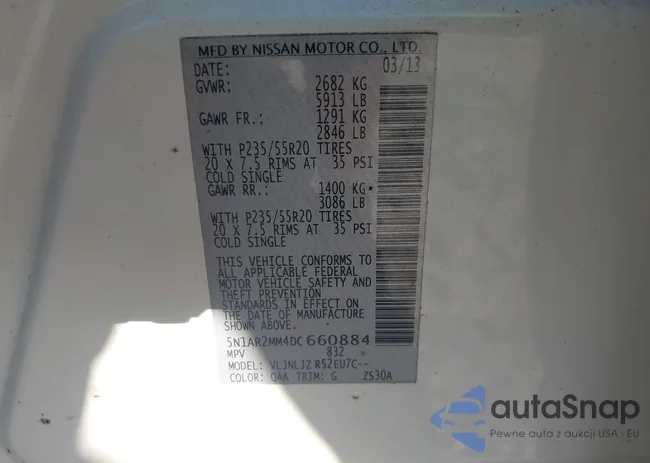 MFD BY NISSAN MOTOR CO., LTD.
DATE: 03/13
GVWR: 2682 KG
5913 LB
GAWR FR.: 1291 KG
2846 LB
WITH P235/55R20 TIRES
20 X 7.5 RIMS AT 35 PSI
COLD SINGLE
GAWR RR.: 1400 KG
3086 LB
WITH P235/55R20 TIRES
20 X 7.5 RIMS AT 35 PSI
COLD SINGLE
THIS VEHICLE CONFORMS TO
ALL APPLICABLE FEDERAL
MOTOR VEHICLE SAFETY AND
THEFT PREVENTION
STANDARDS IN EFFECT ON
THE DATE OF MANUFACTURE
SHOWN ABOVE.
5N1AR2MM4DC660884
MPV 832
MODEL: VLJNLJZ R52EU7C--
COLOR: QAA TRIM: G ZS30A
autaSnap
Pewne auta z aukcji USA i EU